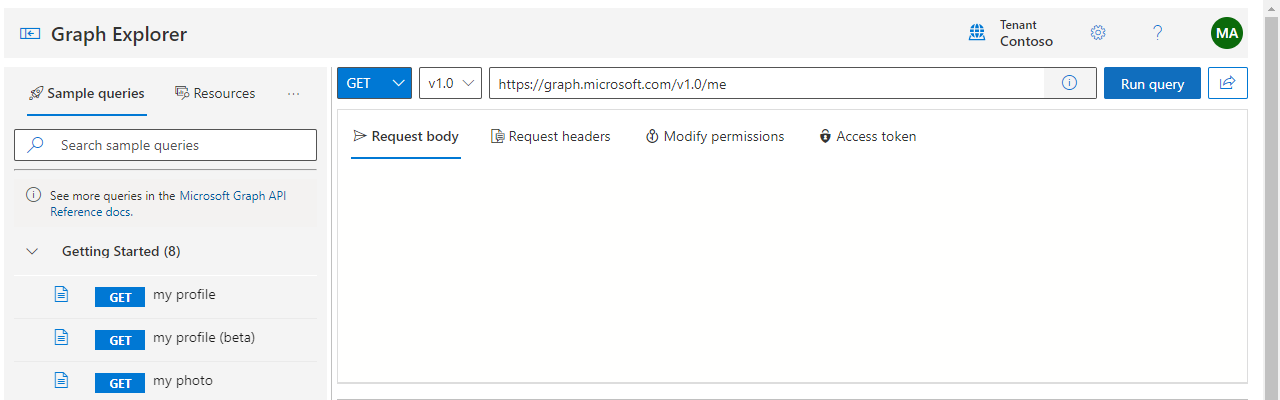 Graph Explorer
Tenant
Contoso
MA
Sample queries
Resources
...
Search sample queries
See more queries in the Microsoft Graph API
Reference docs.
Getting Started (8)
GET my profile
GET my profile (beta)
GET my photo
GET
v1.0
https://graph.microsoft.com/v1.0/me
Run query
Request body
Request headers
Modify permissions
Access token